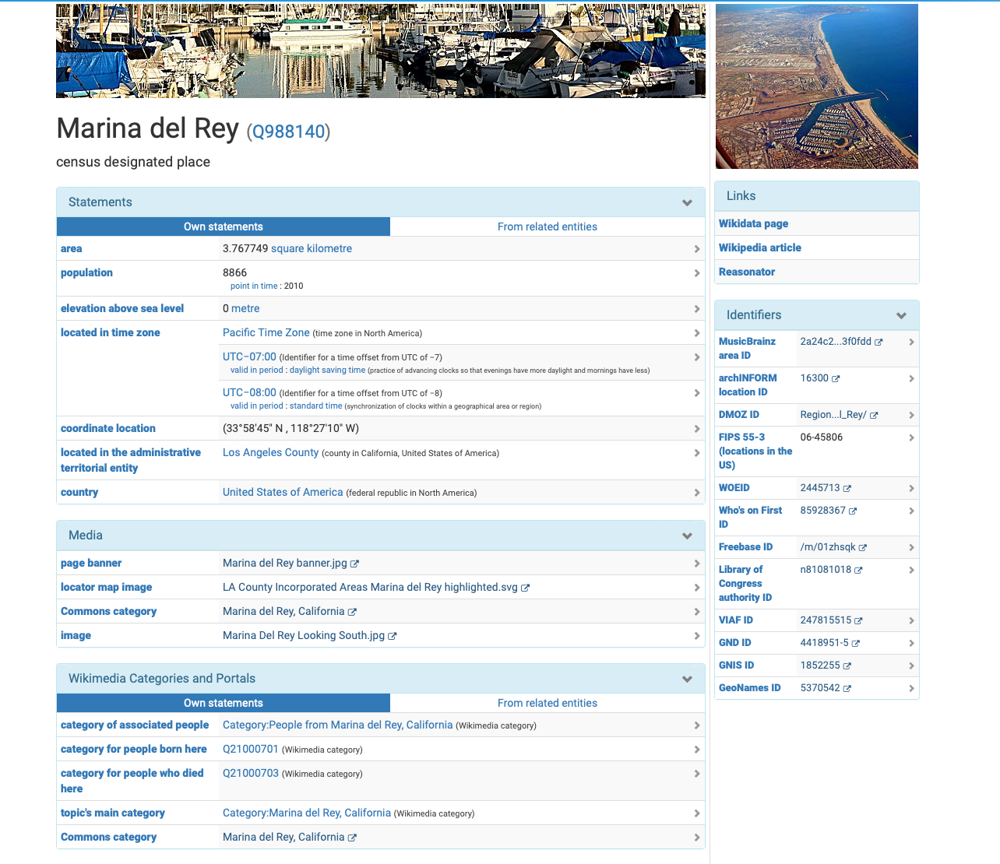 Marina del Rey (Q988140)
census designated place
Statements
Own statements
From related entities
area
3.767749 square kilometre
population
8866
point in time : 2010
elevation above sea level
0 metre
located in time zone
Pacific Time Zone (time zone in North America)
UTC−07:00 (Identifier for a time offset from UTC of −7)
valid in period : daylight saving time (practice of advancing clocks so that evenings have more daylight and mornings have less)
UTC−08:00 (Identifier for a time offset from UTC of −8)
valid in period : standard time (synchronization of clocks within a geographical area or region)
coordinate location
(33°58'45" N , 118°27'10" W)
located in the administrative
territorial entity
Los Angeles County (county in California, United States of America)
country
United States of America (federal republic in North America)
Media
page banner
Marina del Rey banner.jpg
locator map image
LA County Incorporated Areas Marina del Rey highlighted.svg
Commons category
Marina del Rey, California
image
Marina Del Rey Looking South.jpg
Wikimedia Categories and Portals
Own statements
From related entities
category of associated people
Category:People from Marina del Rey, California (Wikimedia category)
category for people born here
Q21000701 (Wikimedia category)
category for people who died
here
Q21000703 (Wikimedia category)
topic's main category
Category:Marina del Rey, California (Wikimedia category)
Commons category
Marina del Rey, California
Links
Wikidata page
Wikipedia article
Reasonator
Identifiers
MusicBrainz
area ID
2a24c2...3f0fdd
archINFORM
location ID
16300
DMOZ ID
Region...l_Rey/
FIPS 55-3
(locations in the
US)
06-45806
WOEID
2445713
Who's on First
ID
85928367
Freebase ID
/m/01zhsqk
Library of
Congress
authority ID
n81081018
VIAF ID
247815515
GND ID
4418951-5
GNIS ID
1852255
GeoNames ID
5370542